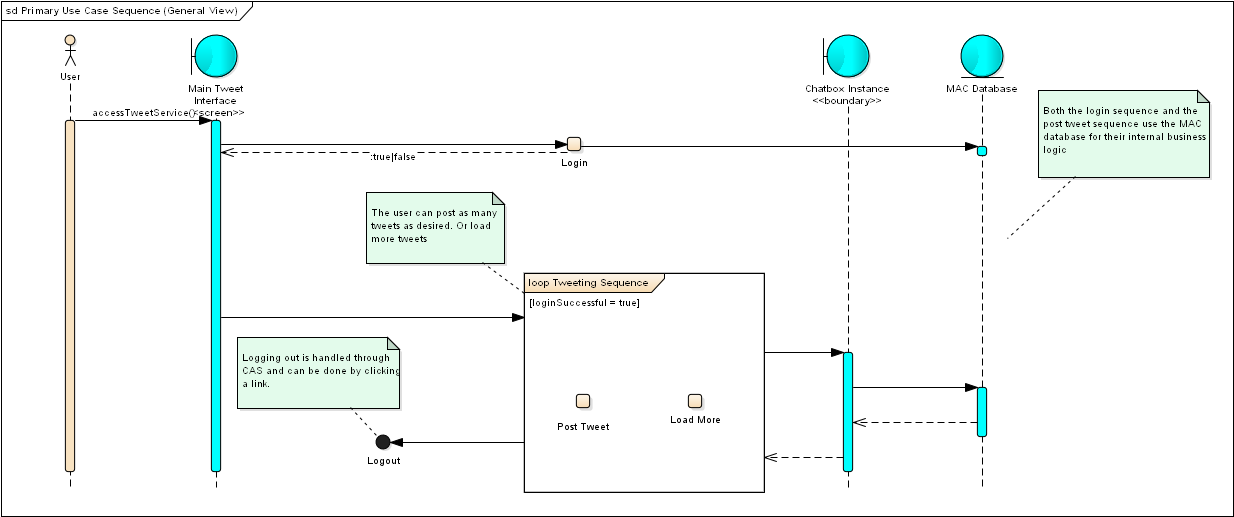 sd Primary Use Case Sequence (General View)
User
Main Tweet
Interface
<<screen>>
accessTweetService()
Chatbox Instance
<<boundary>>
MAC Database
Both the login sequence and the
post tweet sequence use the MAC
database for their internal business
logic
:true|false
Login
The user can post as many
tweets as desired. Or load
more tweets
loop Tweeting Sequence
[loginSuccessful = true]
Logging out is handled through
CAS and can be done by clicking
a link.
Post Tweet
Load More
Logout